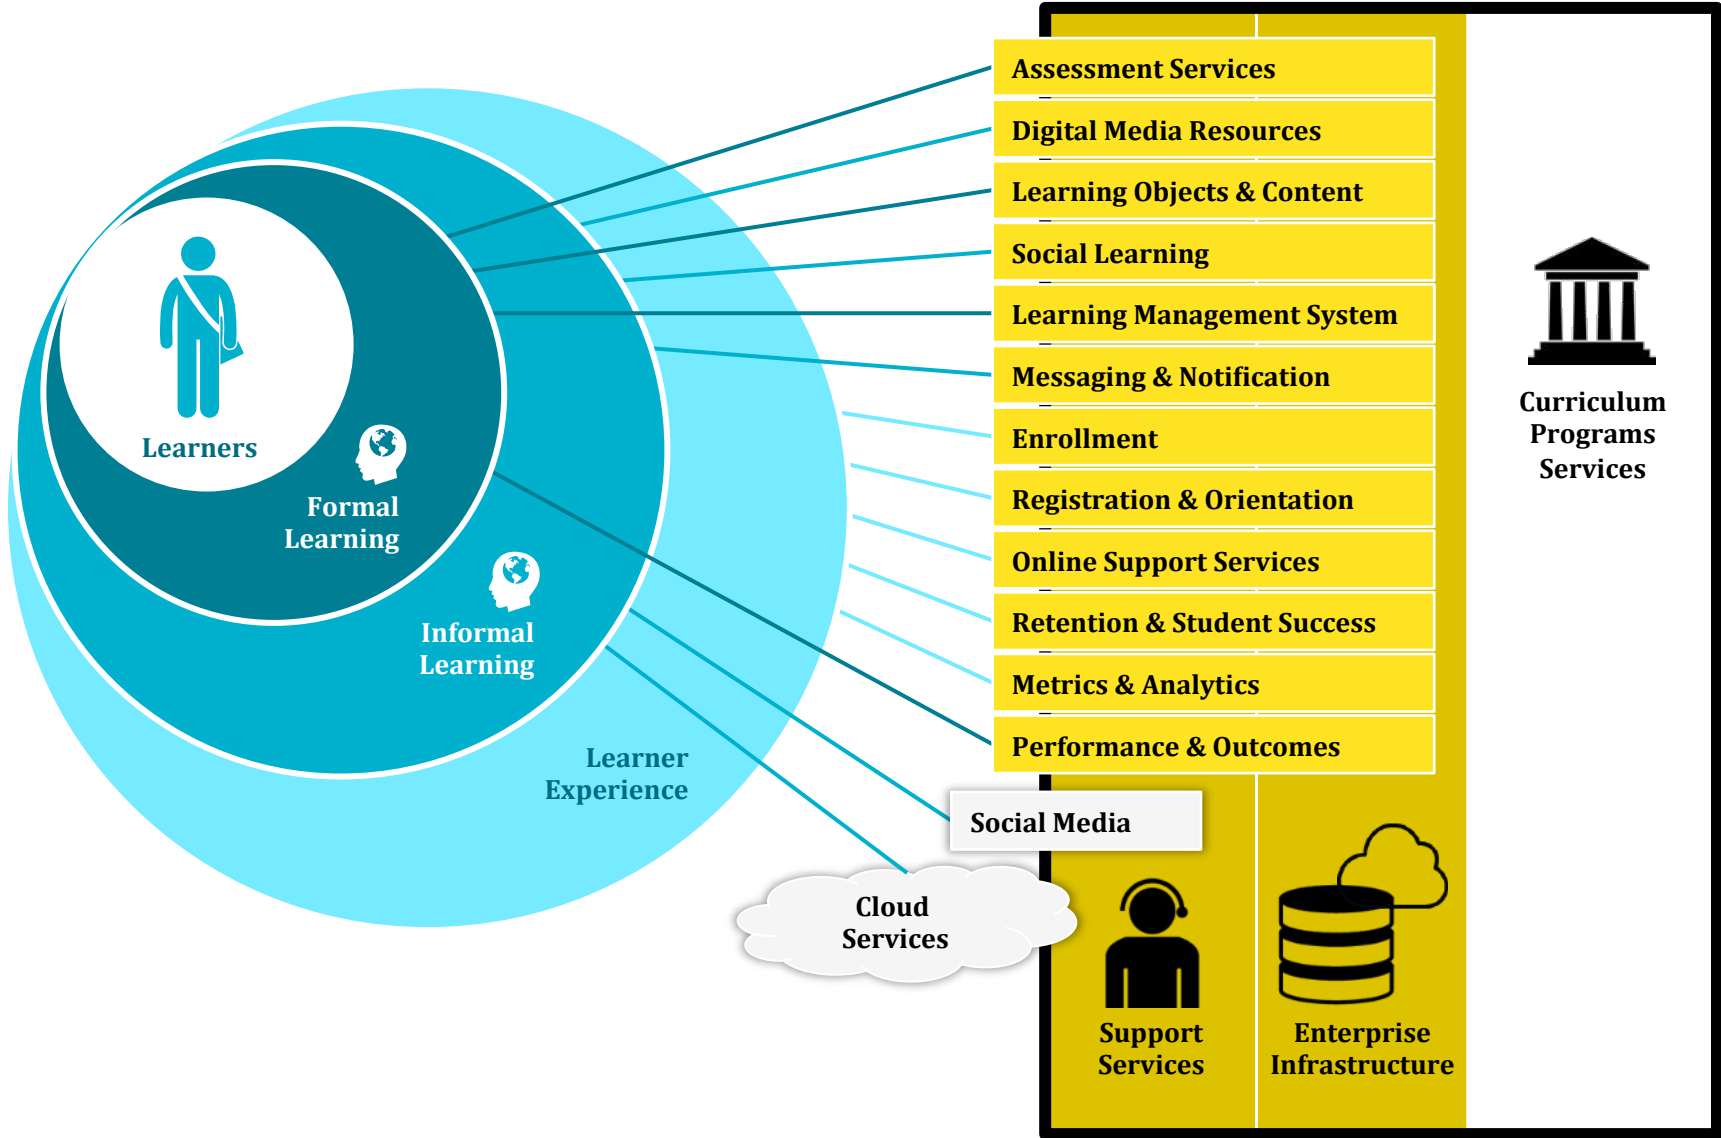 Learners
Formal
Learning
Informal
Learning
Learner
Experience
Assessment Services
Digital Media Resources
Learning Objects & Content
Social Learning
Learning Management System
Messaging & Notification
Enrollment
Registration & Orientation
Online Support Services
Retention & Student Success
Metrics & Analytics
Performance & Outcomes
Social Media
Cloud
Services
Support
Services
Enterprise
Infrastructure
Curriculum
Programs
Services